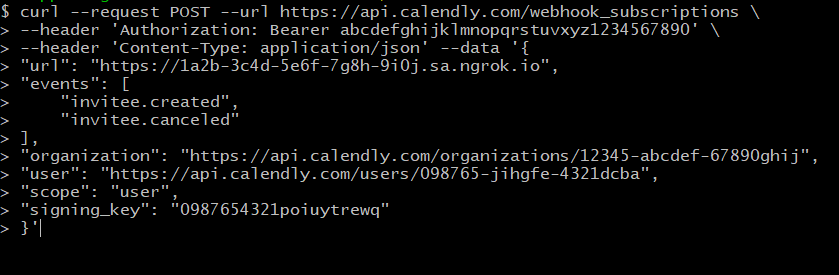 $ curl --request POST --url https://api.calendly.com/webhook_subscriptions \
> --header 'Authorization: Bearer abcdefghijklmnopqrstuvxyz1234567890' \
> --header 'Content-Type: application/json' --data '{
> "url": "https://1a2b-3c4d-5e6f-7g8h-9i0j.sa.ngrok.io",
> "events": [
>     "invitee.created",
>     "invitee.canceled"
> ],
> "organization": "https://api.calendly.com/organizations/12345-abcdef-67890ghij",
> "user": "https://api.calendly.com/users/098765-jihgfe-4321dcba",
> "scope": "user",
> "signing_key": "0987654321poiuytrewq"
> }'